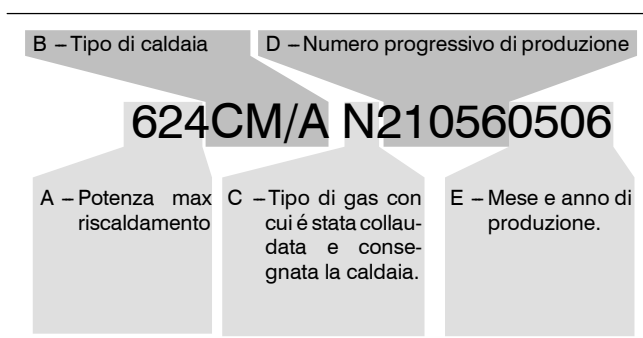 B – Tipo di caldaia
D – Numero progressivo di produzione
624CM/A N210560506
A – Potenza max
riscaldamento
C – Tipo di gas con
cui é stata collau-
data e conse-
gnata la caldaia.
E – Mese e anno di
produzione.